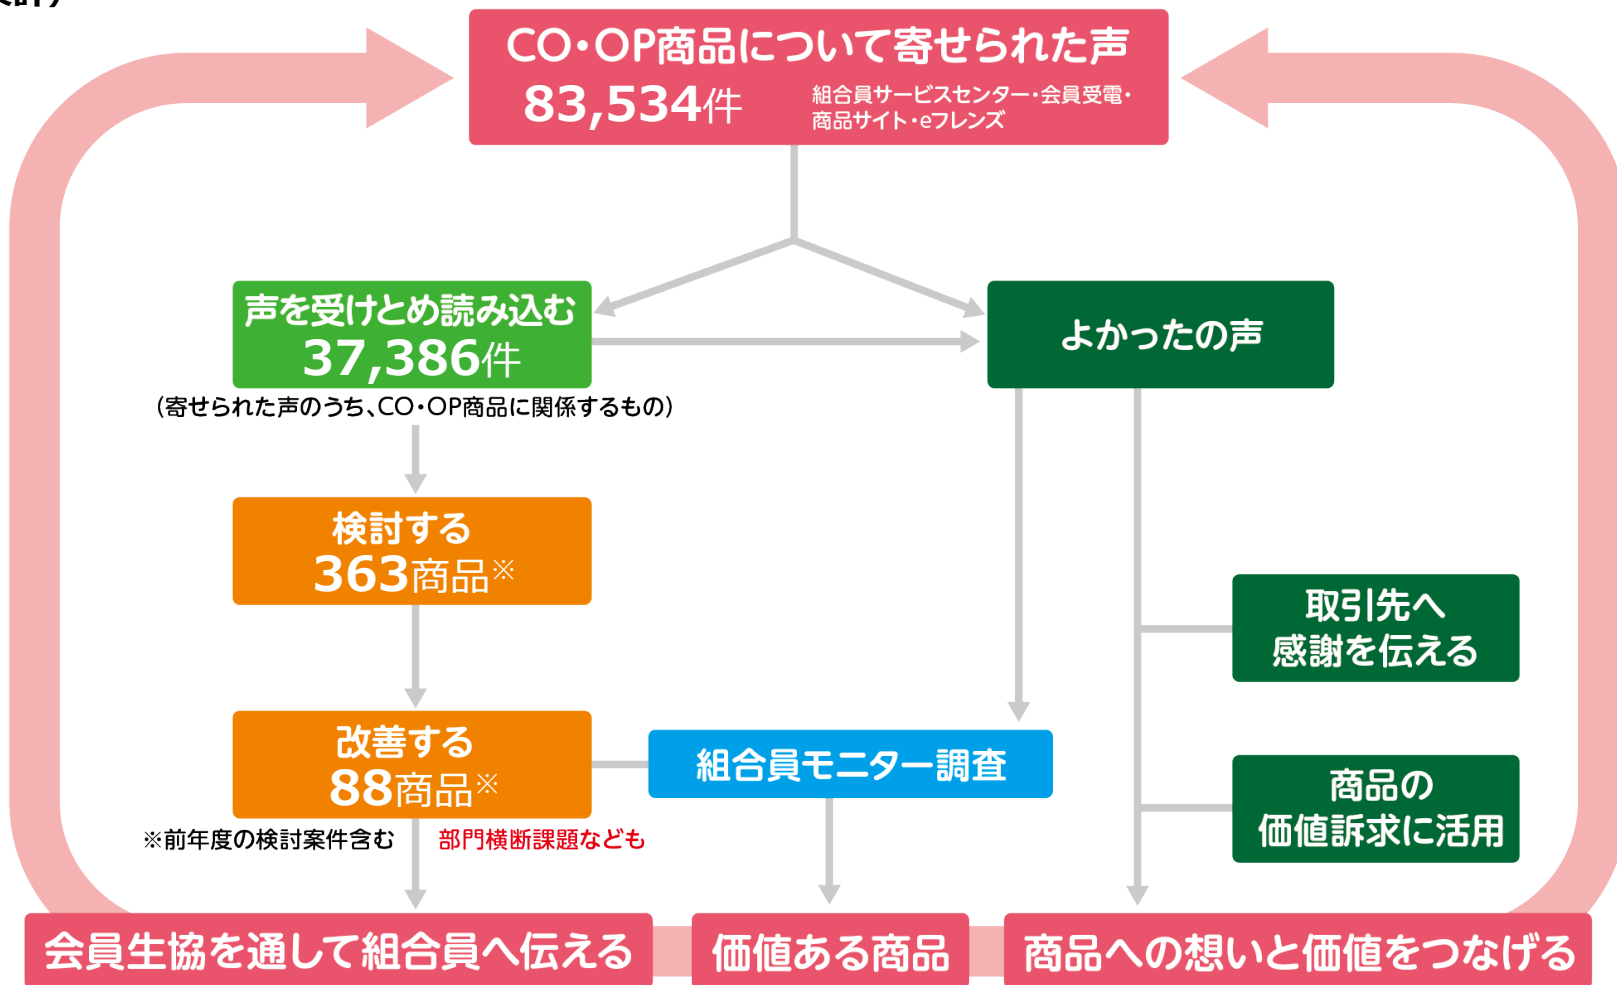 CO・OP商品について寄せられた声
83,534件
組合員サービスセンター・会員受電・
商品サイト・eフレンズ
声を受けとめ読み込む
37,386件
(寄せられた声のうち、CO・OP商品に関係するもの)
よかったの声
検討する
363商品※
取引先へ
感謝を伝える
改善する
88商品※
組合員モニター調査
商品の
価値訴求に活用
※前年度の検討案件含む
部門横断課題なども
会員生協を通して組合員へ伝える
価値ある商品
商品への想いと価値をつなげる